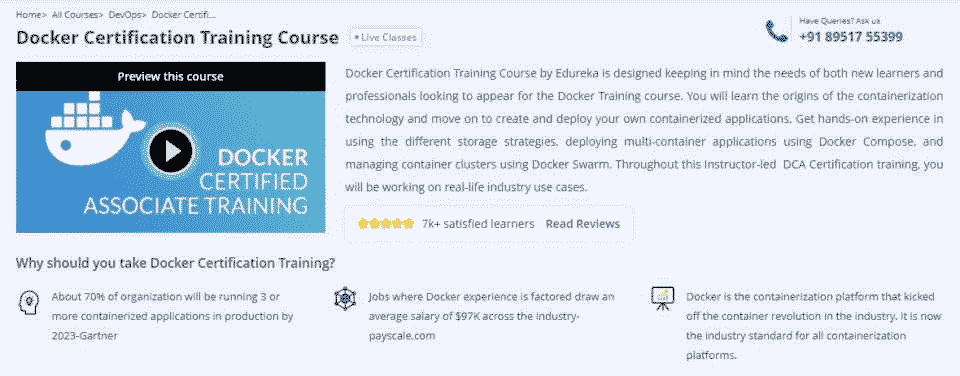 Home> All Courses> DevOps> Docker Certifi...
Docker Certification Training Course
Live Classes
Have Queries? Ask us
+91 89517 55399
Preview this course
DOCKER
CERTIFIED
ASSOCIATE TRAINING
Docker Certification Training Course by Edureka is designed keeping in mind the needs of both new learners and
professionals looking to appear for the Docker Training course. You will learn the origins of the containerization
technology and move on to create and deploy your own containerized applications. Get hands-on experience in
using the different storage strategies, deploying multi-container applications using Docker Compose, and
managing container clusters using Docker Swarm. Throughout this Instructor-led DCA Certification training, you
will be working on real-life industry use cases.
7k+ satisfied learners Read Reviews
Why should you take Docker Certification Training?
About 70% of organization will be running 3 or
more containerized applications in production by
2023-Gartner
Jobs where Docker experience is factored draw an
average salary of $97K across the industry-
payscale.com
Docker is the containerization platform that kicked
off the container revolution in the industry. It is now
the industry standard for all containerization
platforms.